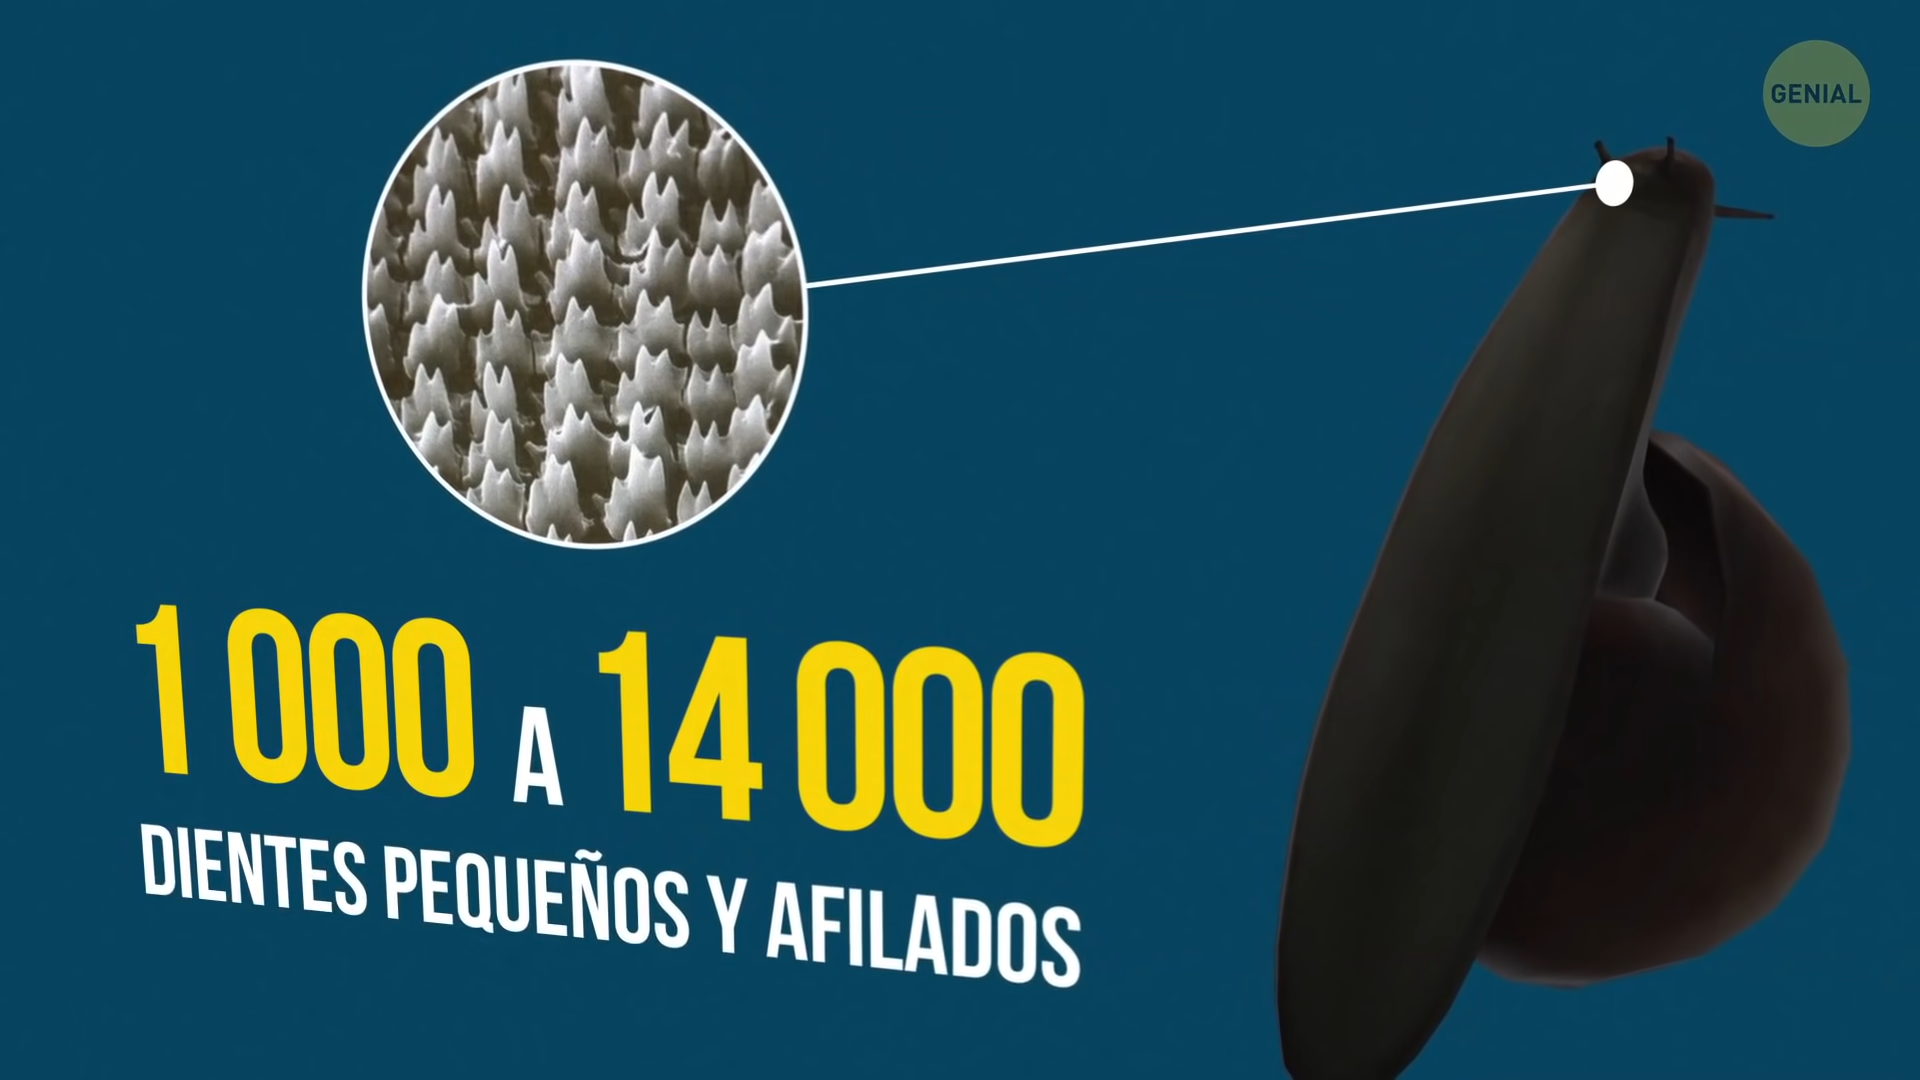 GENIAL
1 000 A 14 000
DIENTES PEQUEÑOS Y AFILADOS